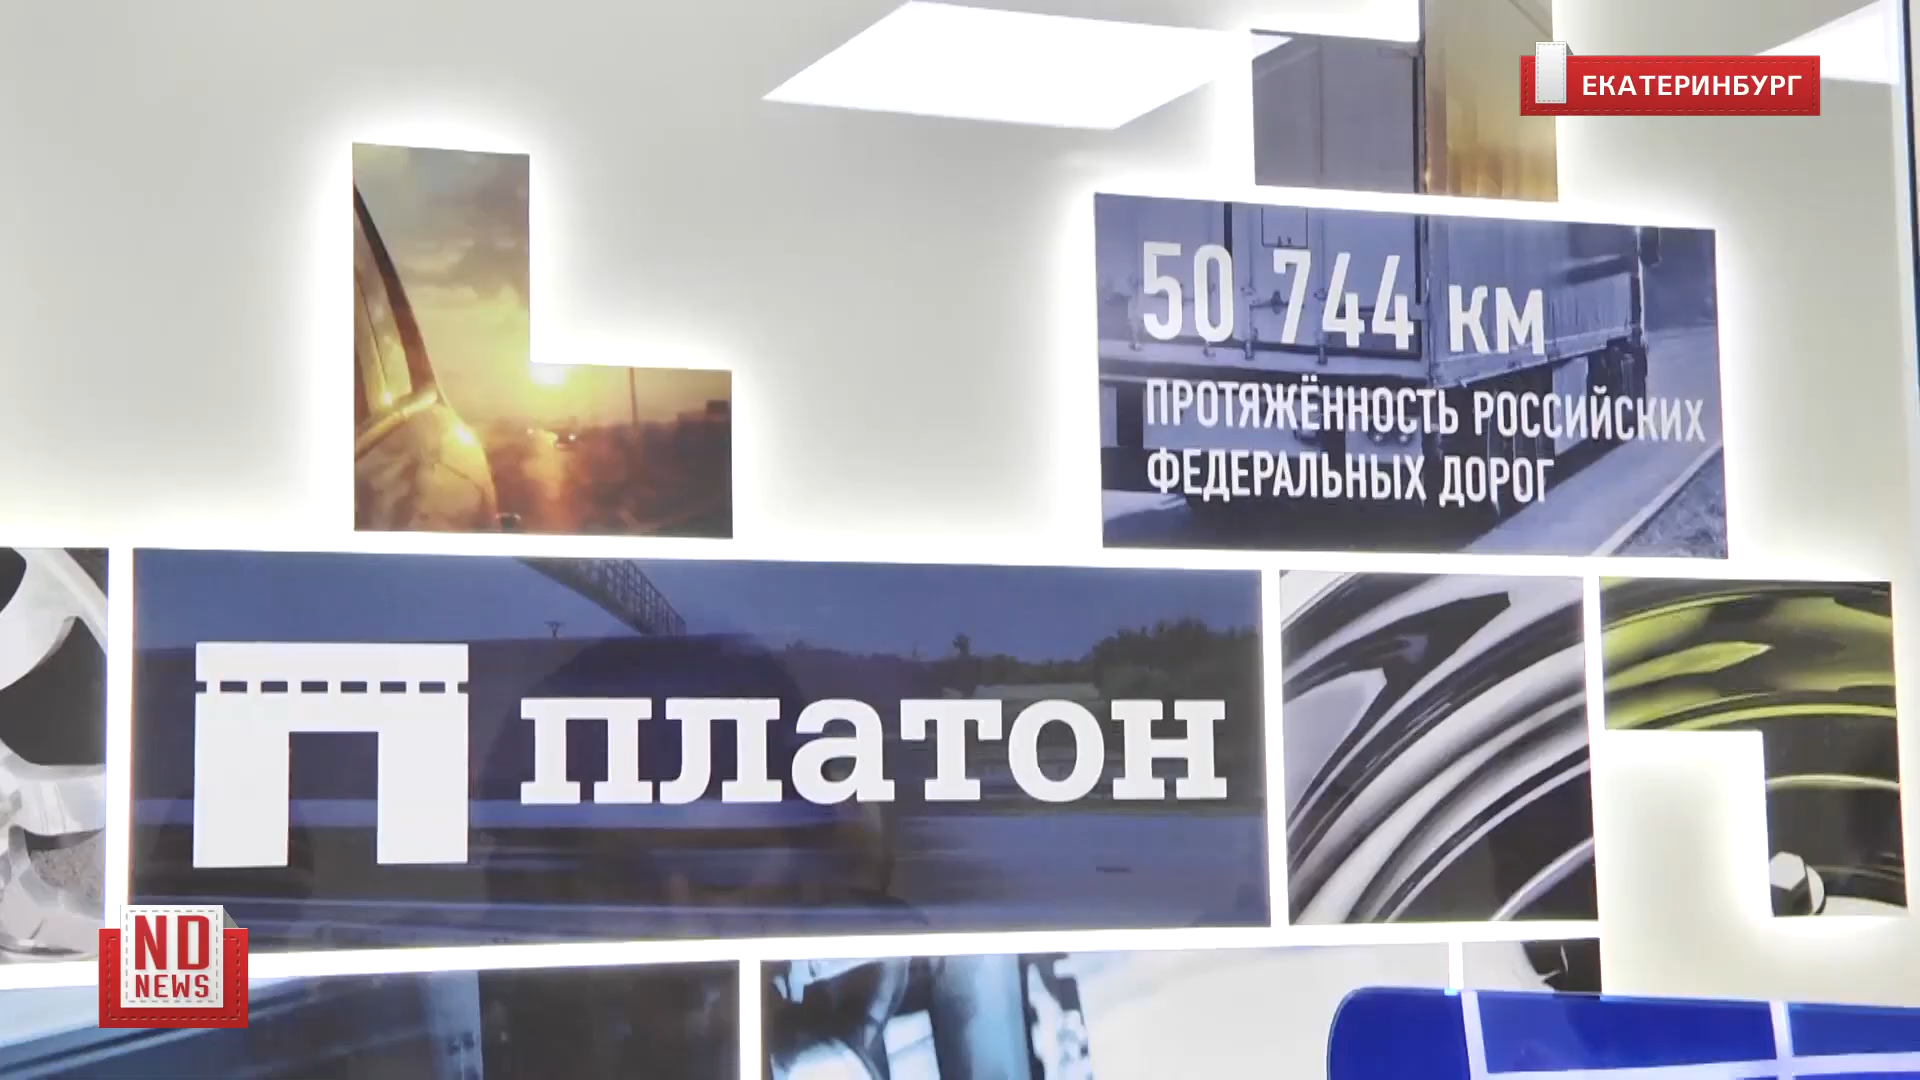 ЕКАТЕРИНБУРГ
50 744 КМ
ПРОТЯЖЁННОСТЬ РОССИЙСКИХ
ФЕДЕРАЛЬНЫХ ДОРОГ
платон
ND
NEWS